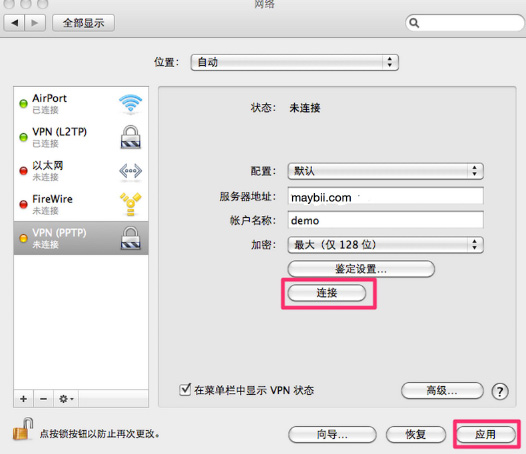 网络
全部显示
位置： 自动
AirPort
已连接
VPN (L2TP)
已连接
以太网
未连接
FireWire
未连接
VPN (PPTP)
未连接
状态： 未连接
配置： 默认
服务器地址： maybii.com
帐户名称： demo
加密： 最大（仅 128 位）
鉴定设置...
连接
在菜单栏中显示 VPN 状态
高级...
?
点按锁按钮以防止再次更改。
向导...
恢复
应用